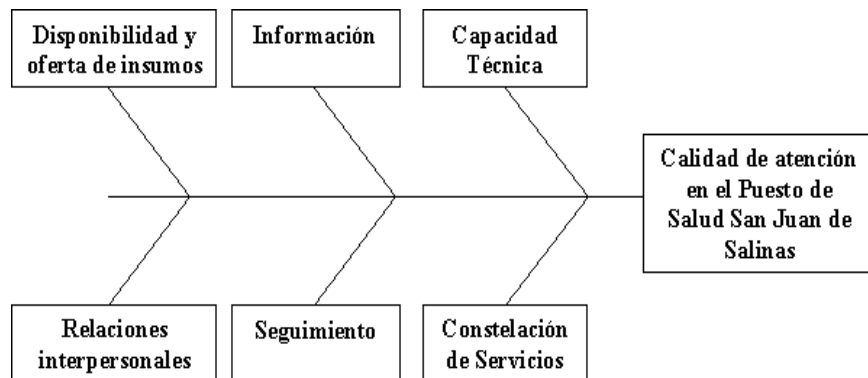 Disponibilidad y
oferta de insumos
Información
Capacidad
Técnica
Calidad de atención
en el Puesto de
Salud San Juan de
Salinas
Relaciones
interpersonales
Seguimiento
Constelación
de Servicios